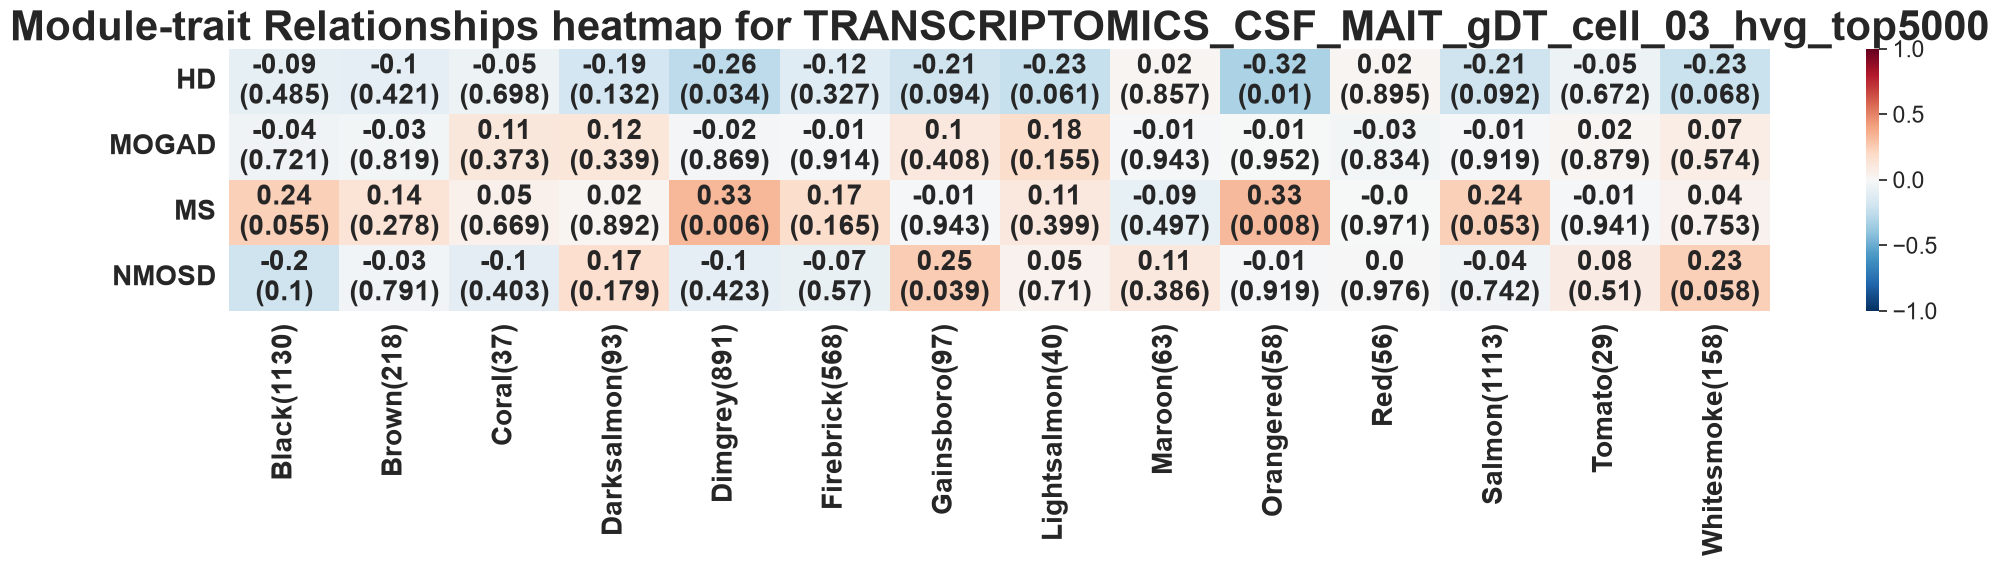 Module-trait Relationships heatmap for TRANSCRIPTOMICS_CSF_MAIT_gDT_cell_03_hvg_top5000
HD -0.09 -0.1 -0.05 -0.19 -0.26 -0.12 -0.21 -0.23 0.02 -0.32 0.02 -0.21 -0.05 -0.23
(0.485) (0.421) (0.698) (0.132) (0.034) (0.327) (0.094) (0.061) (0.857) (0.01) (0.895) (0.092) (0.672) (0.068)
MOGAD -0.04 -0.03 0.11 0.12 -0.02 -0.01 0.1 0.18 -0.01 -0.01 -0.03 -0.01 0.02 0.07
(0.721) (0.819) (0.373) (0.339) (0.869) (0.914) (0.408) (0.155) (0.943) (0.952) (0.834) (0.919) (0.879) (0.574)
MS 0.24 0.14 0.05 0.02 0.33 0.17 -0.01 0.11 -0.09 0.33 -0.0 0.24 -0.01 0.04
(0.055) (0.278) (0.669) (0.892) (0.006) (0.165) (0.943) (0.399) (0.497) (0.008) (0.971) (0.053) (0.941) (0.753)
NMOSD -0.2 -0.03 -0.1 0.17 -0.1 -0.07 0.25 0.05 0.11 -0.01 0.0 -0.04 0.08 0.23
(0.1) (0.791) (0.403) (0.179) (0.423) (0.57) (0.039) (0.71) (0.386) (0.919) (0.976) (0.742) (0.51) (0.058)
Black(1130)
Brown(218)
Coral(37)
Darksalmon(93)
Dimgrey(891)
Firebrick(568)
Gainsboro(97)
Lightsalmon(40)
Maroon(63)
Orangered(58)
Red(56)
Salmon(1113)
Tomato(29)
Whitesmoke(158)
1.0
0.5
0.0
−0.5
−1.0